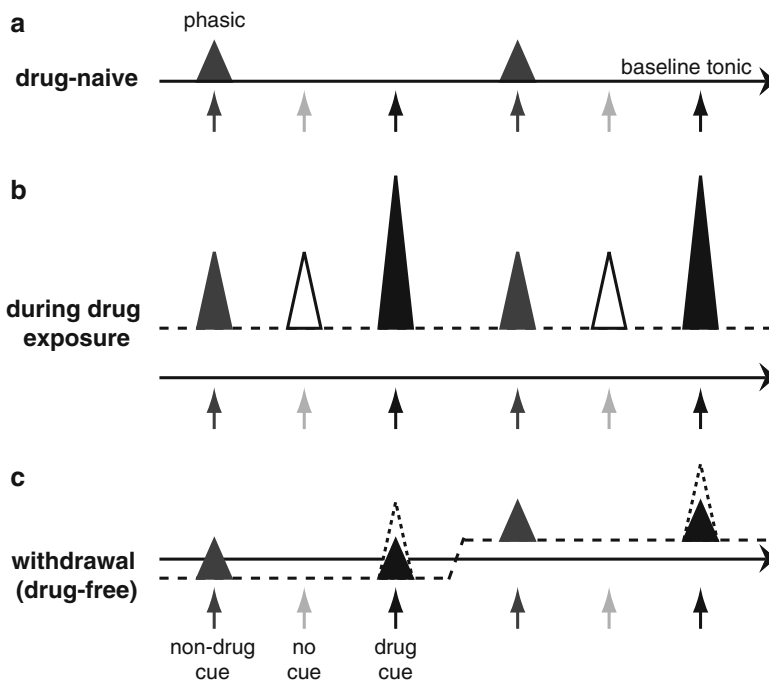 a
phasic
drug-naive
baseline tonic
b
during drug
exposure
c
withdrawal
(drug-free)
non-drug
cue
no
cue
drug
cue